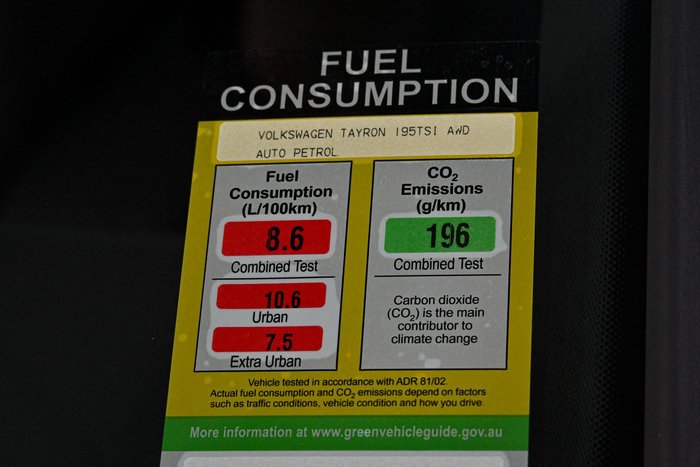 FUEL
CONSUMPTION
VOLKSWAGEN TAYRON 195TSI AWD
AUTO PETROL
Fuel
Consumption
(L/100km)
8.6
Combined Test
10.6
Urban
7.5
Extra Urban
CO₂
Emissions
(g/km)
196
Combined Test
Carbon dioxide
(CO₂) is the main
contributor to
climate change
Vehicle tested in accordance with ADR 81/02.
Actual fuel consumption and CO₂ emissions depend on factors
such as traffic conditions, vehicle condition and how you drive.
More information at www.greenvehicleguide.gov.au